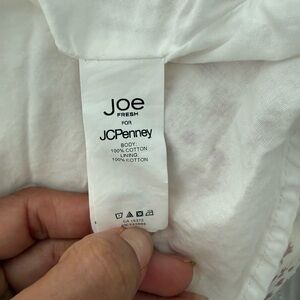 Joe
FRESH
FOR
JCPenney
BODY:
100% COTTON
LINING:
100% COTTON